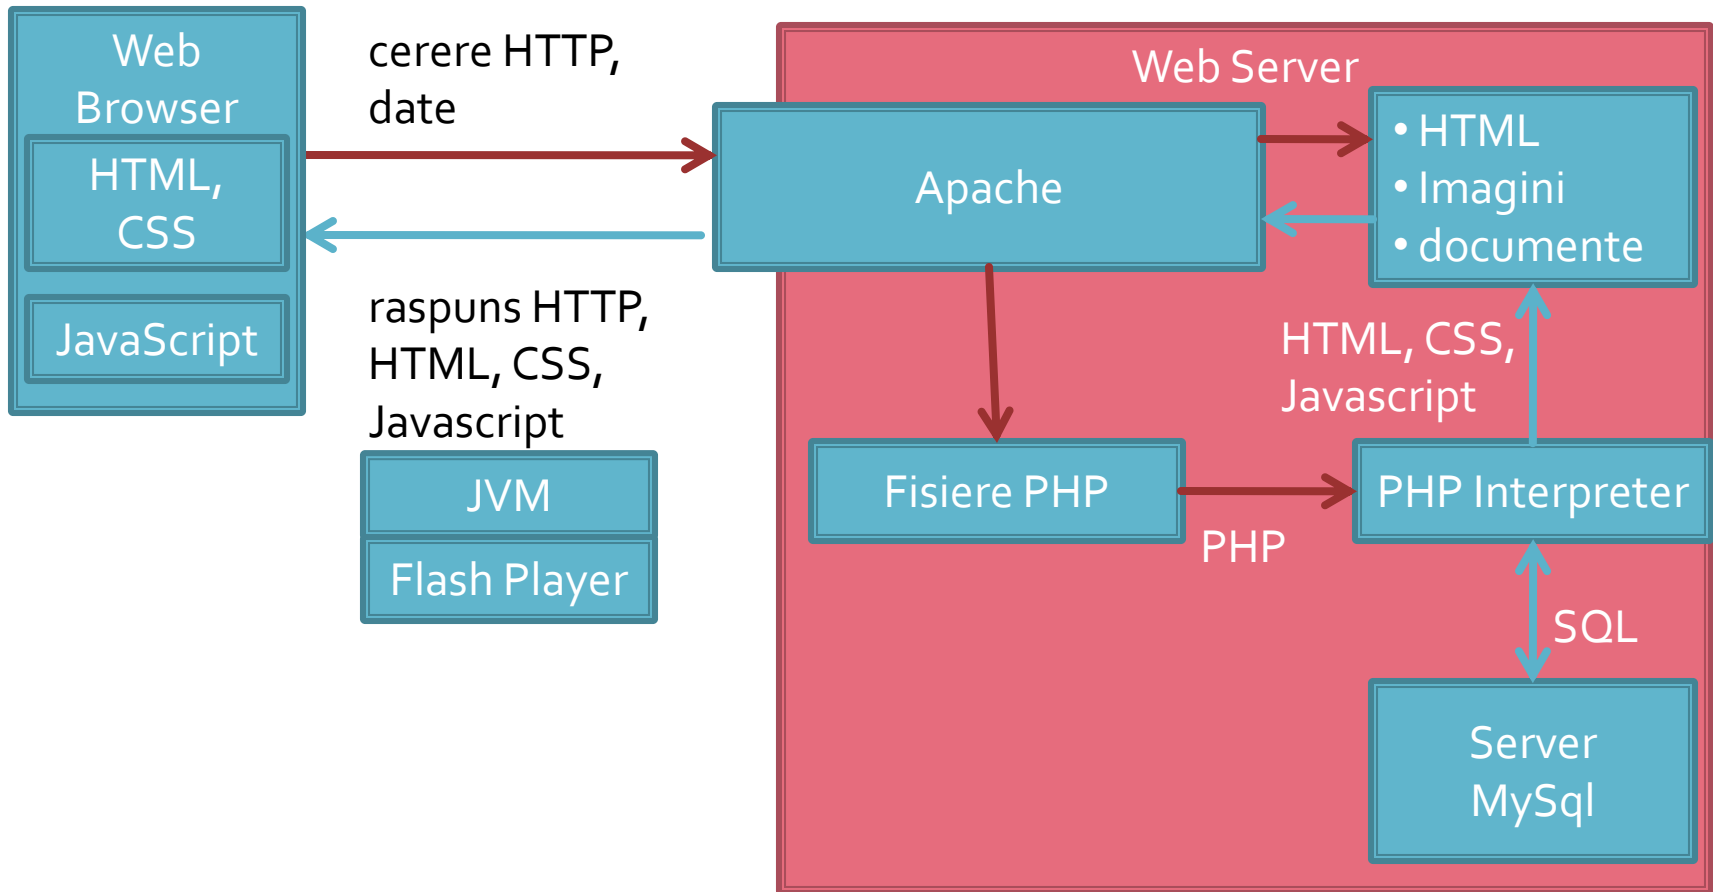 Web
Browser
HTML,
CSS
JavaScript
cerere HTTP,
date
raspuns HTTP,
HTML, CSS,
Javascript
JVM
Flash Player
Web Server
Apache
• HTML
• Imagini
• documente
HTML, CSS,
Javascript
Fisiere PHP
PHP
PHP Interpreter
SQL
Server
MySql